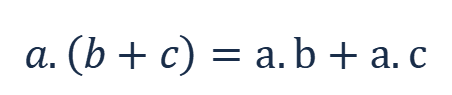 a. (b + c) = a. b + a. c